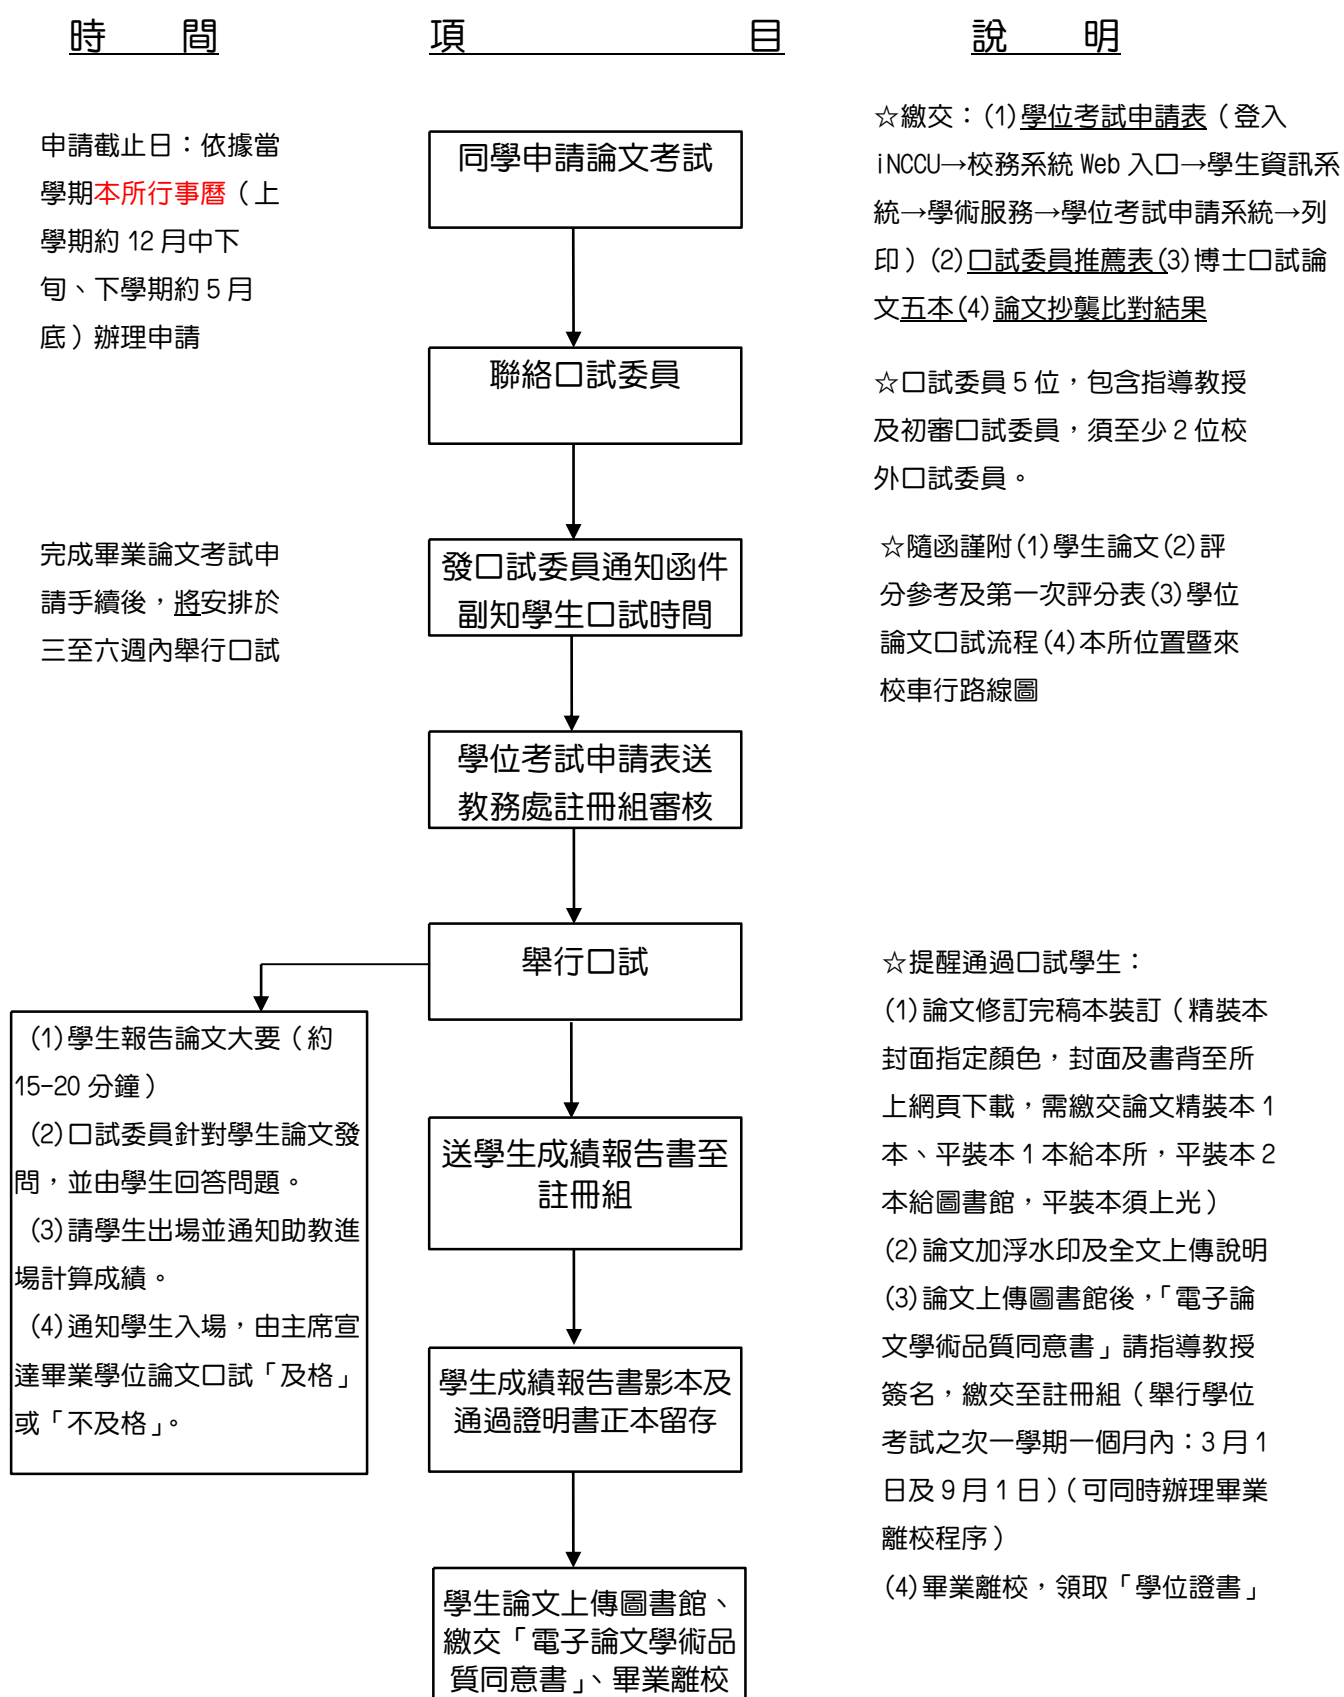 時間
項目
說明
申請截止日：依據當
學期本所行事曆（上
學期約 12 月中下
旬、下學期約 5 月
底）辦理申請
同學申請論文考試
☆繳交：(1)學位考試申請表（登入
iNCCU→校務系統 Web 入口→學生資訊系
統→學術服務→學位考試申請系統→列
印）(2)口試委員推薦表(3)博士口試論
文五本(4)論文抄襲比對結果
聯絡口試委員
☆口試委員 5 位，包含指導教授
及初審口試委員，須至少 2 位校
外口試委員。
完成畢業論文考試申
請手續後，將安排於
三至六週內舉行口試
發口試委員通知函件
副知學生口試時間
☆隨函謹附(1)學生論文(2)評
分參考及第一次評分表(3)學位
論文口試流程(4)本所位置暨來
校車行路線圖
學位考試申請表送
教務處註冊組審核
舉行口試
(1)學生報告論文大要（約
15-20 分鐘）
(2)口試委員針對學生論文發
問，並由學生回答問題。
(3)請學生出場並通知助教進
場計算成績。
(4)通知學生入場，由主席宣
達畢業學位論文口試「及格」
或「不及格」。
送學生成績報告書至
註冊組
學生成績報告書影本及
通過證明書正本留存
學生論文上傳圖書館、
繳交「電子論文學術品
質同意書」、畢業離校
☆提醒通過口試學生：
(1)論文修訂完稿本裝訂（精裝本
封面指定顏色，封面及書背至所
上網頁下載，需繳交論文精裝本 1
本、平裝本 1 本給本所，平裝本 2
本給圖書館，平裝本須上光）
(2)論文加浮水印及全文上傳說明
(3)論文上傳圖書館後，「電子論
文學術品質同意書」請指導教授
簽名，繳交至註冊組（舉行學位
考試之次一學期一個月內：3 月 1
日及 9 月 1 日）（可同時辦理畢業
離校程序）
(4)畢業離校，領取「學位證書」